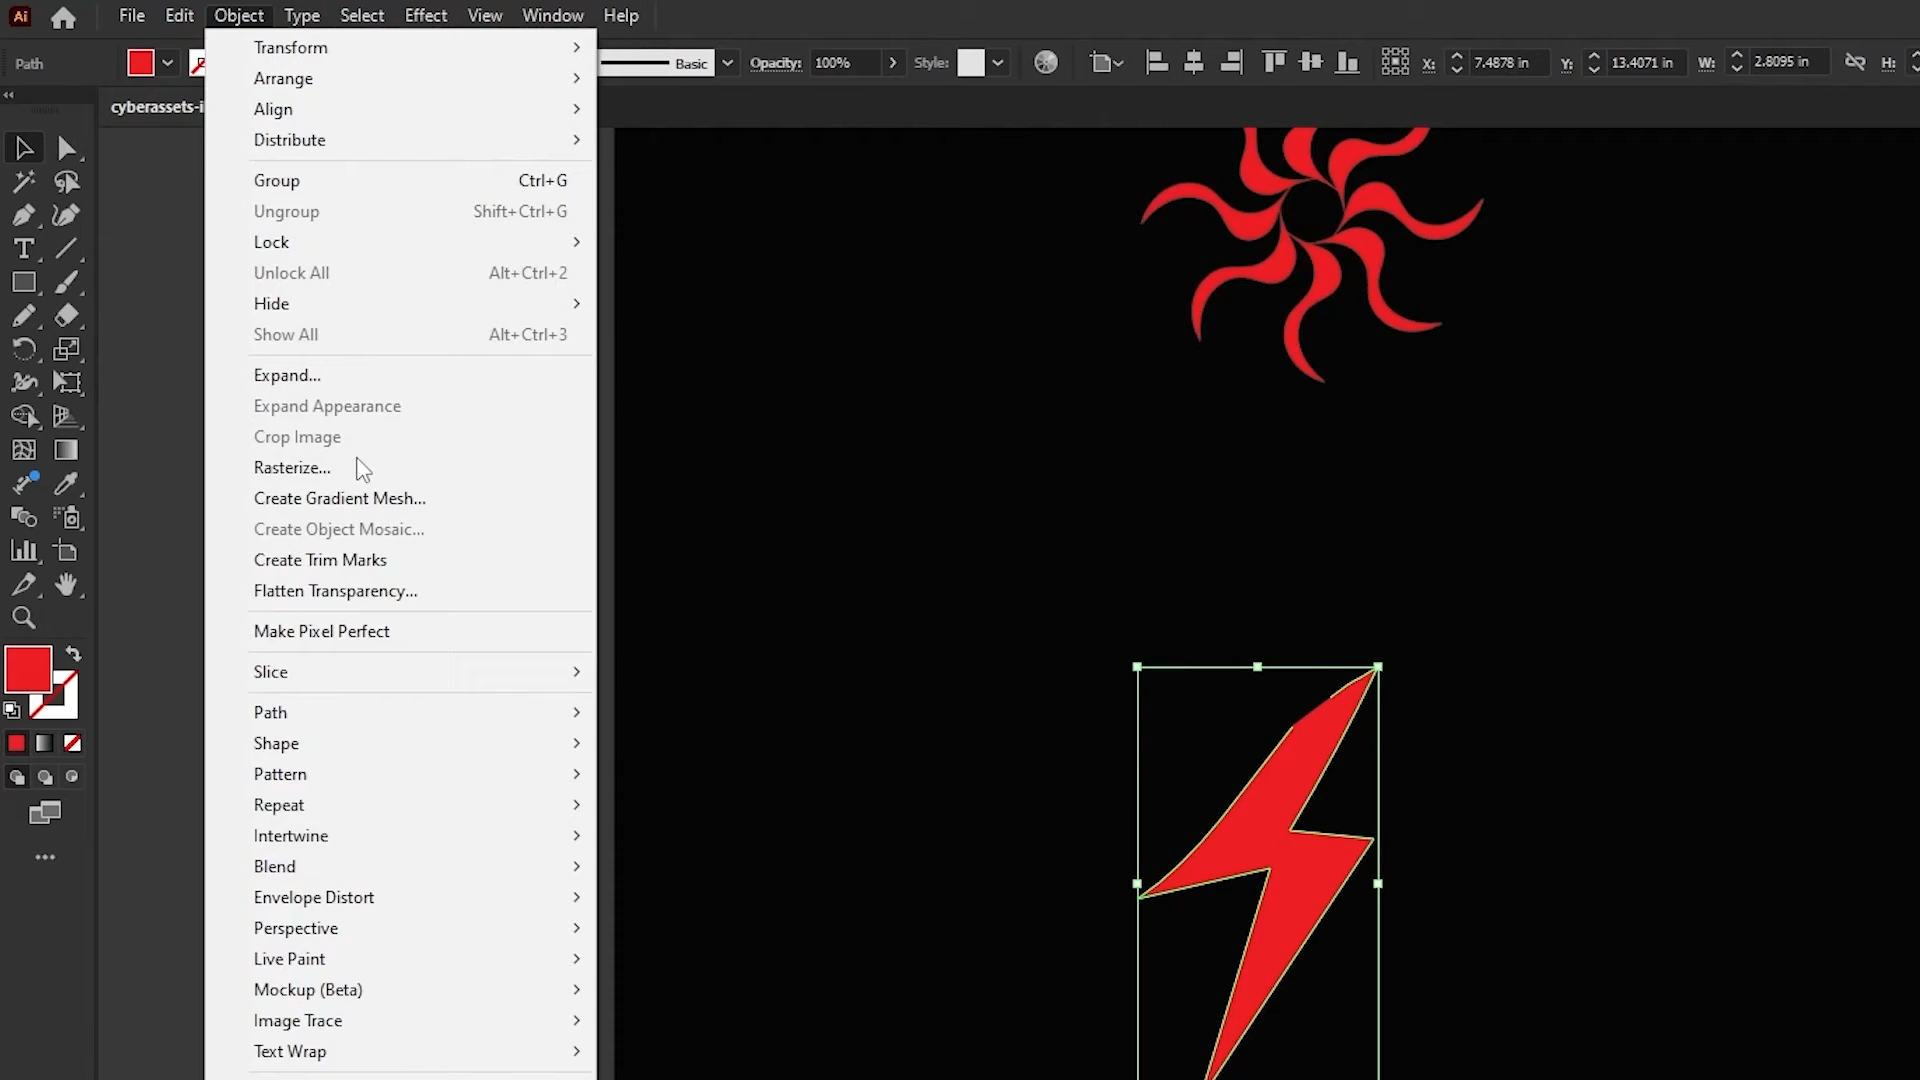 Ai File Edit Object Type Select Effect View Window Help
Path Basic Opacity: 100% Style: X: 7.4878 in Y: 13.4071 in W: 2.8095 in H:
cyberassets-i
Transform
Arrange
Align
Distribute
Group Ctrl+G
Ungroup Shift+Ctrl+G
Lock
Unlock All Alt+Ctrl+2
Hide
Show All Alt+Ctrl+3
Expand...
Expand Appearance
Crop Image
Rasterize...
Create Gradient Mesh...
Create Object Mosaic...
Create Trim Marks
Flatten Transparency...
Make Pixel Perfect
Slice
Path
Shape
Pattern
Repeat
Intertwine
Blend
Envelope Distort
Perspective
Live Paint
Mockup (Beta)
Image Trace
Text Wrap